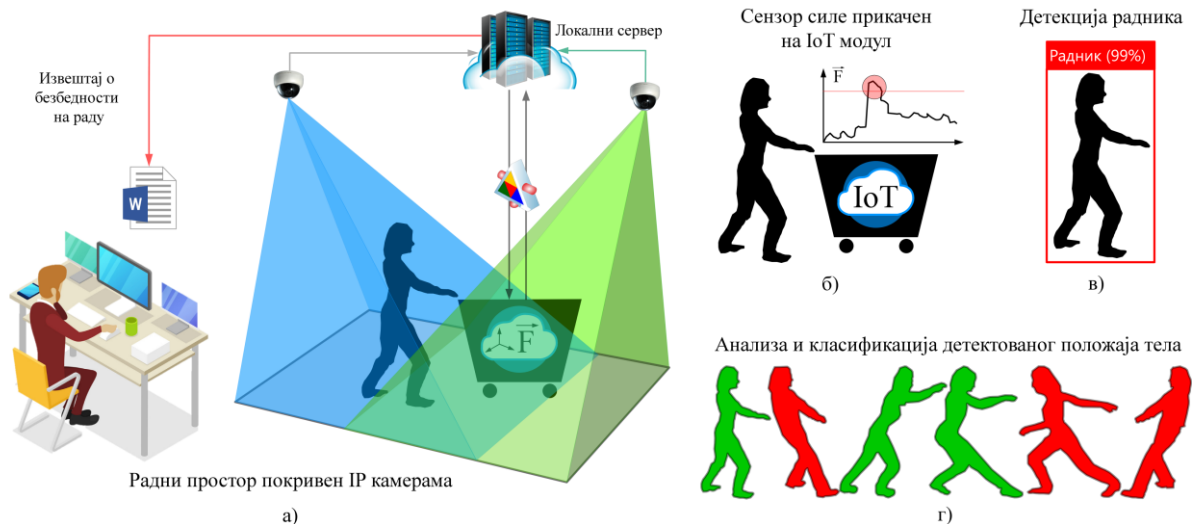 Локални сервер
Извештај о
безбедности
на раду
W
F
Радни простор покривен IP камерама
а)
Сензор силе прикачен
на IoT модул
F
IoT
б)
Детекција радника
Радник (99%)
в)
Анализа и класификација детектованог положаја тела
г)